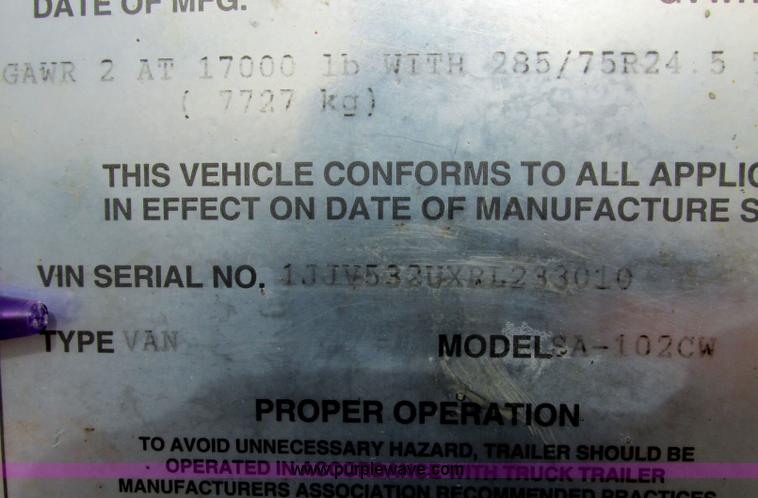 DATE OF MFG.
GAWR 2 AT 17000 lb WITH 285/75R24.5
( 7727 kg)
THIS VEHICLE CONFORMS TO ALL APPLIC
IN EFFECT ON DATE OF MANUFACTURE S
VIN SERIAL NO. 1JJV532UXRL233010
TYPE VAN MODEL SA-102CW
PROPER OPERATION
TO AVOID UNNECESSARY HAZARD, TRAILER SHOULD BE
OPERATED IN WITH TRUCK TRAILER
www.purplewave.com
MANUFACTURERS ASSOCIATION RECOMMENDED PRACTICES